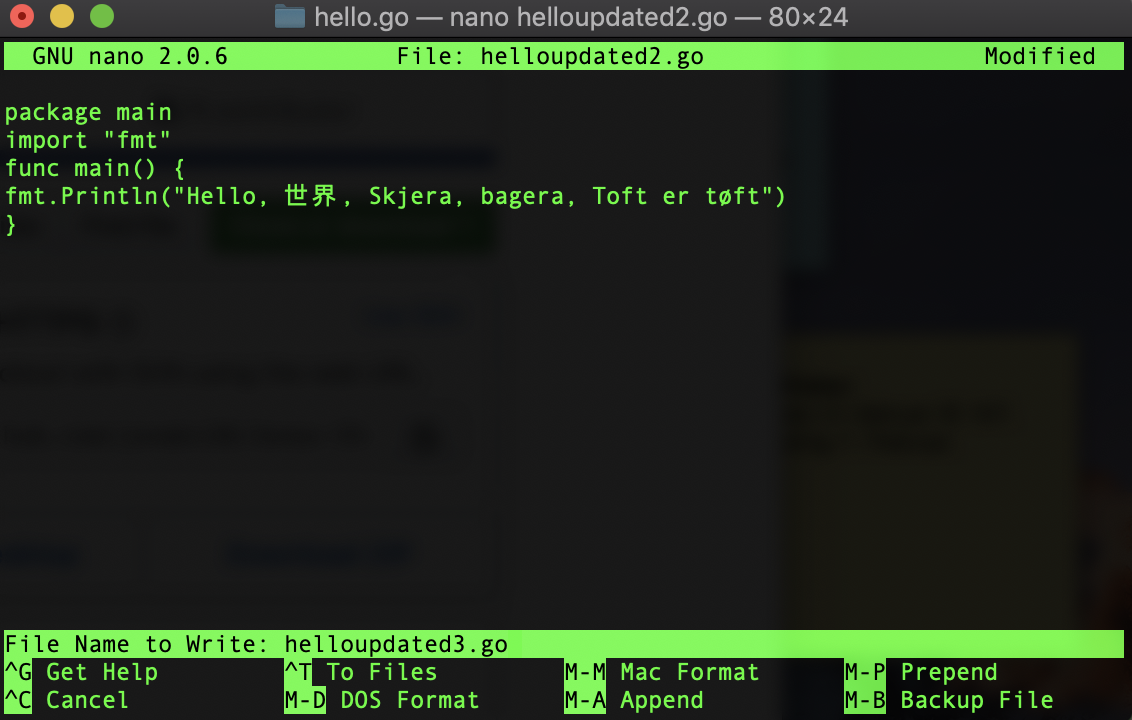 hello.go — nano helloupdated2.go — 80×24
GNU nano 2.0.6 File: helloupdated2.go Modified
package main
import "fmt"
func main() {
fmt.Println("Hello, 世界, Skjera, bagera, Toft er tøft")
}
File Name to Write: helloupdated3.go
^G Get Help ^T To Files M-M Mac Format M-P Prepend
^C Cancel M-D DOS Format M-A Append M-B Backup File